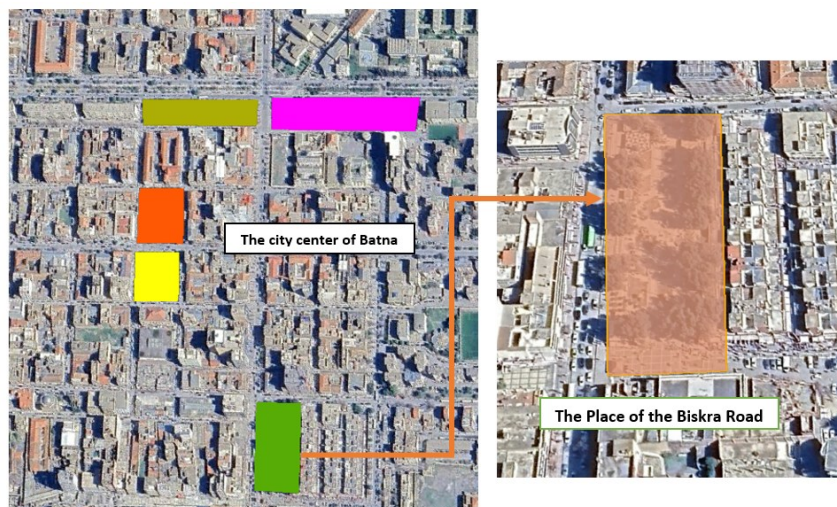 The city center of Batna
The Place of the Biskra Road